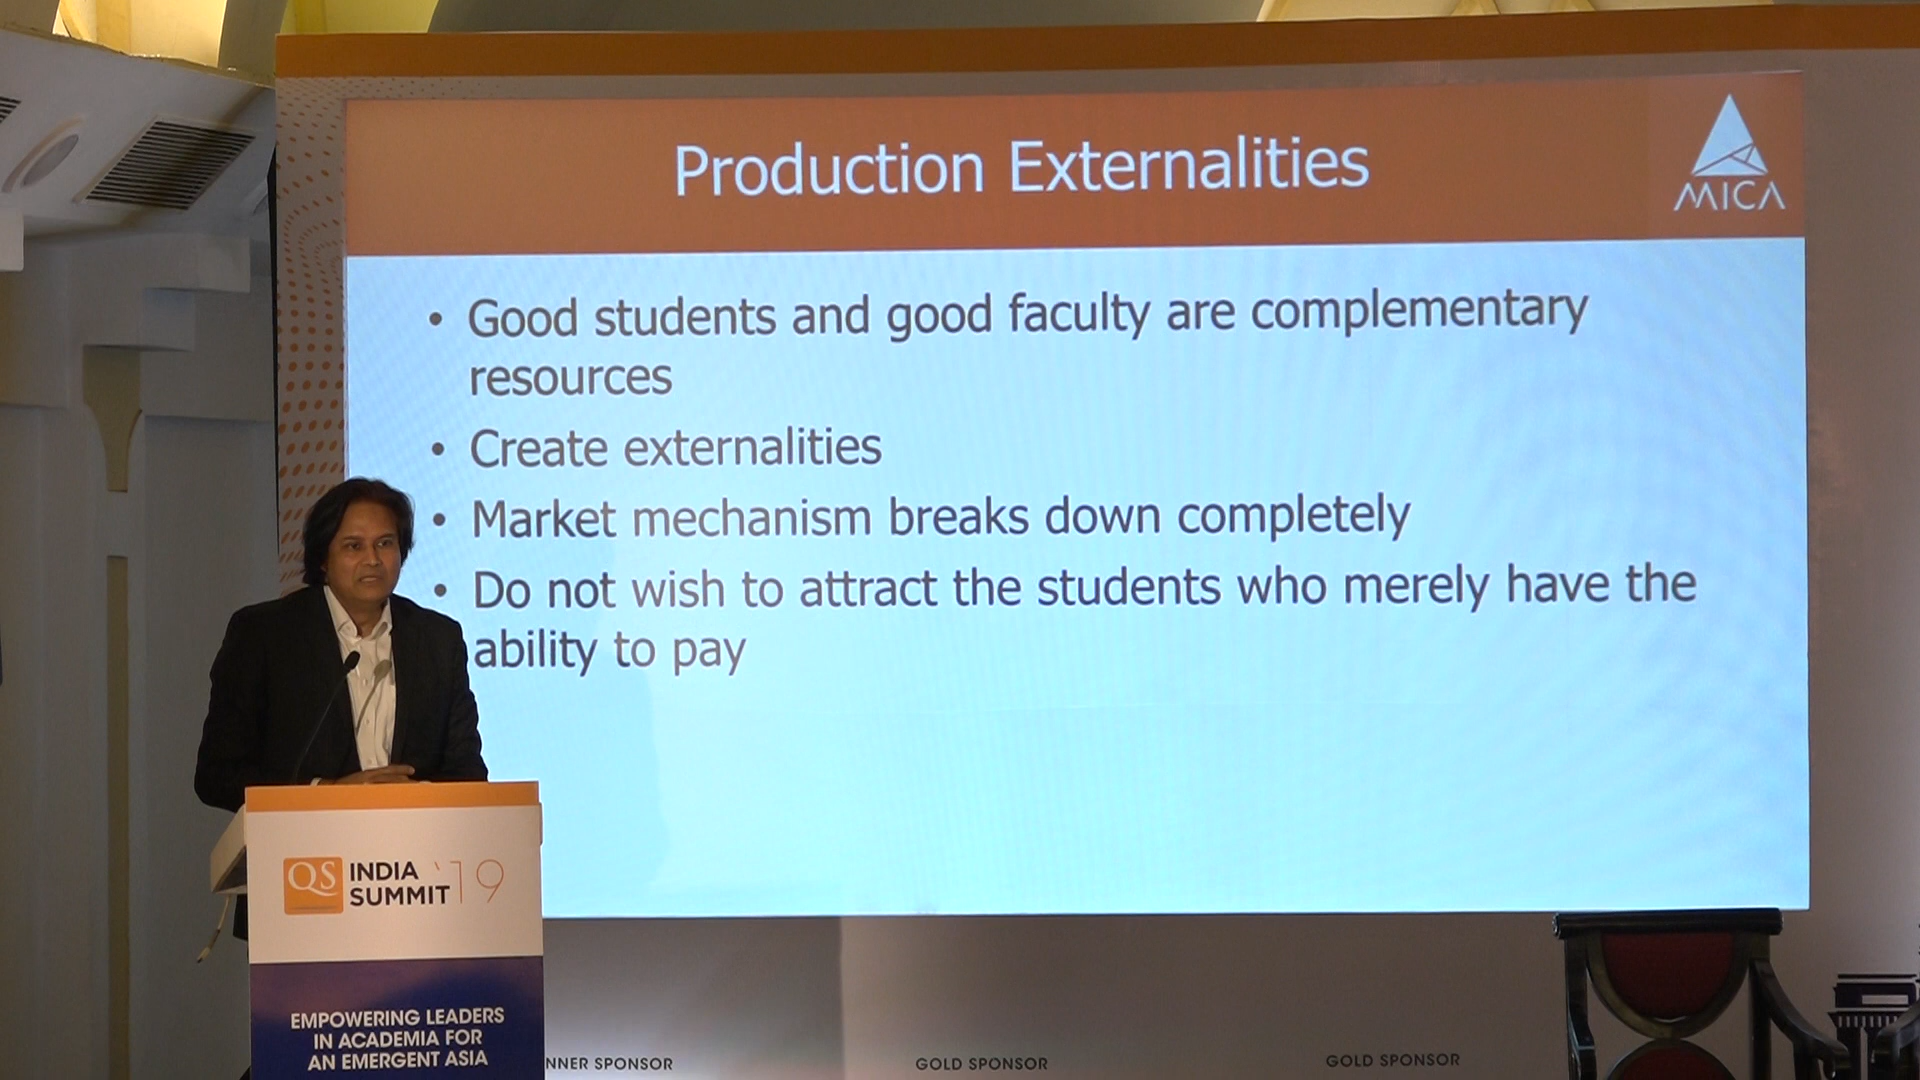 Production Externalities
MICA
• Good students and good faculty are complementary
resources
• Create externalities
• Market mechanism breaks down completely
• Do not wish to attract the students who merely have the
ability to pay
QS INDIA
SUMMIT '19
EMPOWERING LEADERS
IN ACADEMIA FOR
AN EMERGENT ASIA
NNER SPONSOR
GOLD SPONSOR
GOLD SPONSOR